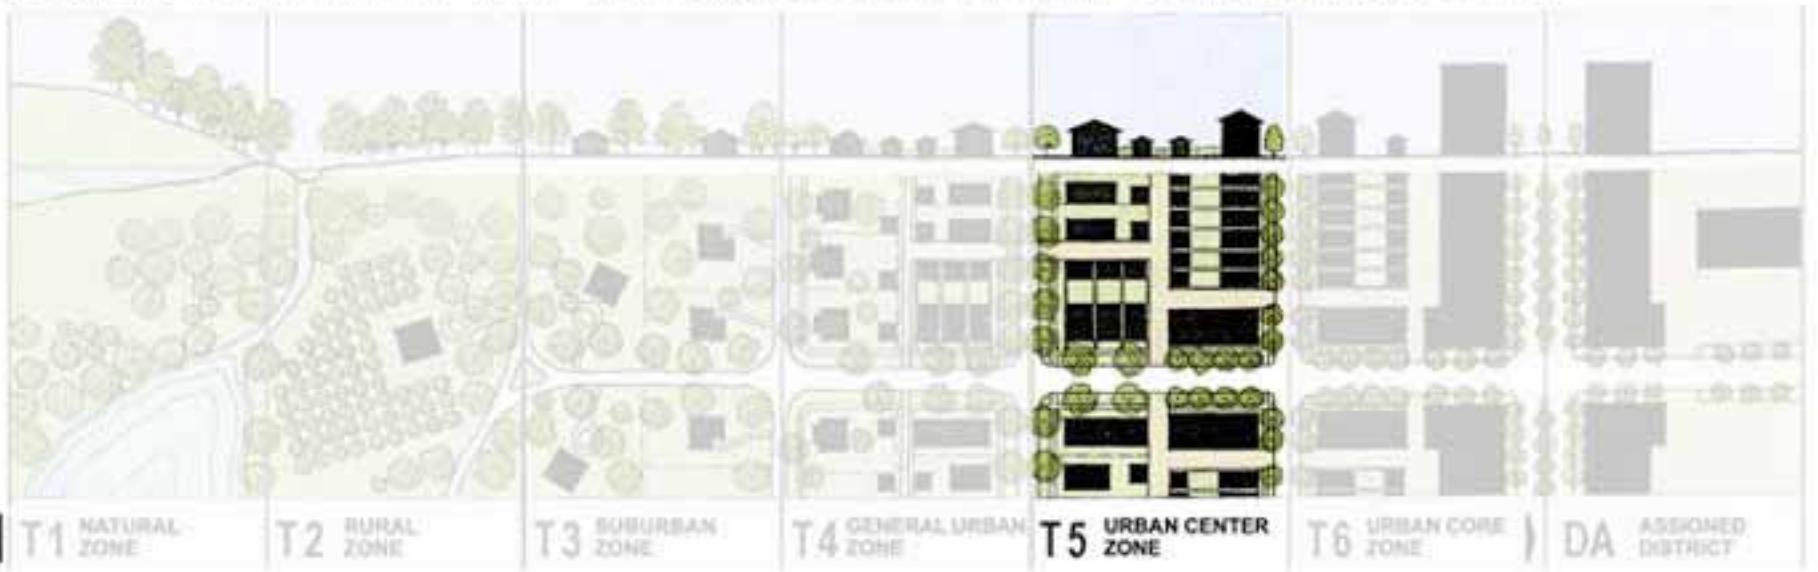 T1 NATURAL
ZONE
T2 RURAL
ZONE
T3 SUBURBAN
ZONE
T4 GENERAL URBAN
ZONE
T5 URBAN CENTER
ZONE
T6 URBAN CORE
ZONE
DA ASSIGNED
DISTRICT